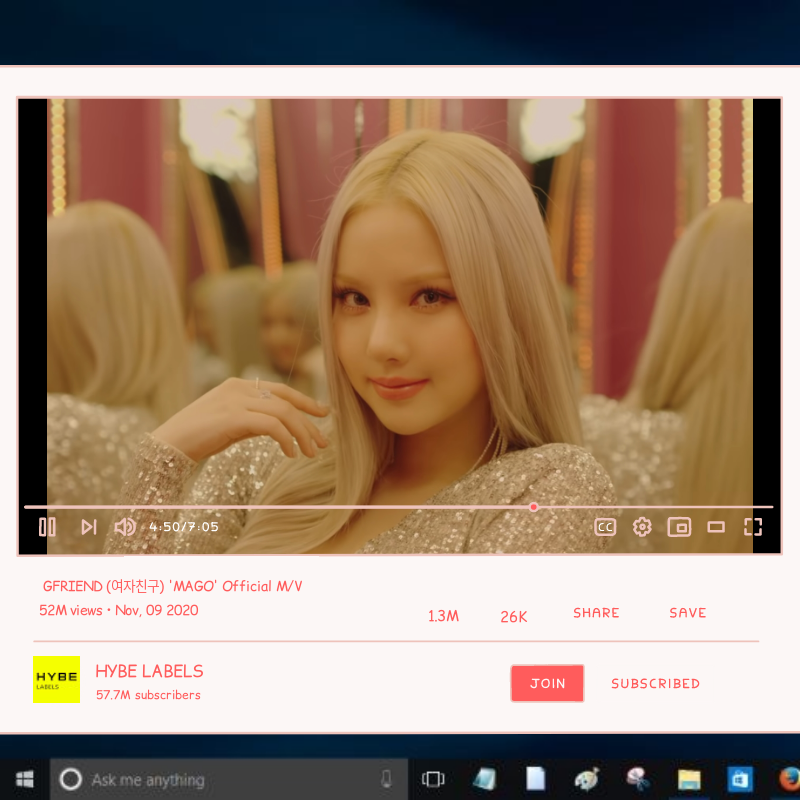 4:50/7:05
CC
GFRIEND (여자친구) 'MAGO' Official M/V
52M views • Nov, 09 2020
1.3M 26K SHARE SAVE
HYBE
LABELS
HYBE LABELS
57.7M subscribers
JOIN SUBSCRIBED
Ask me anything